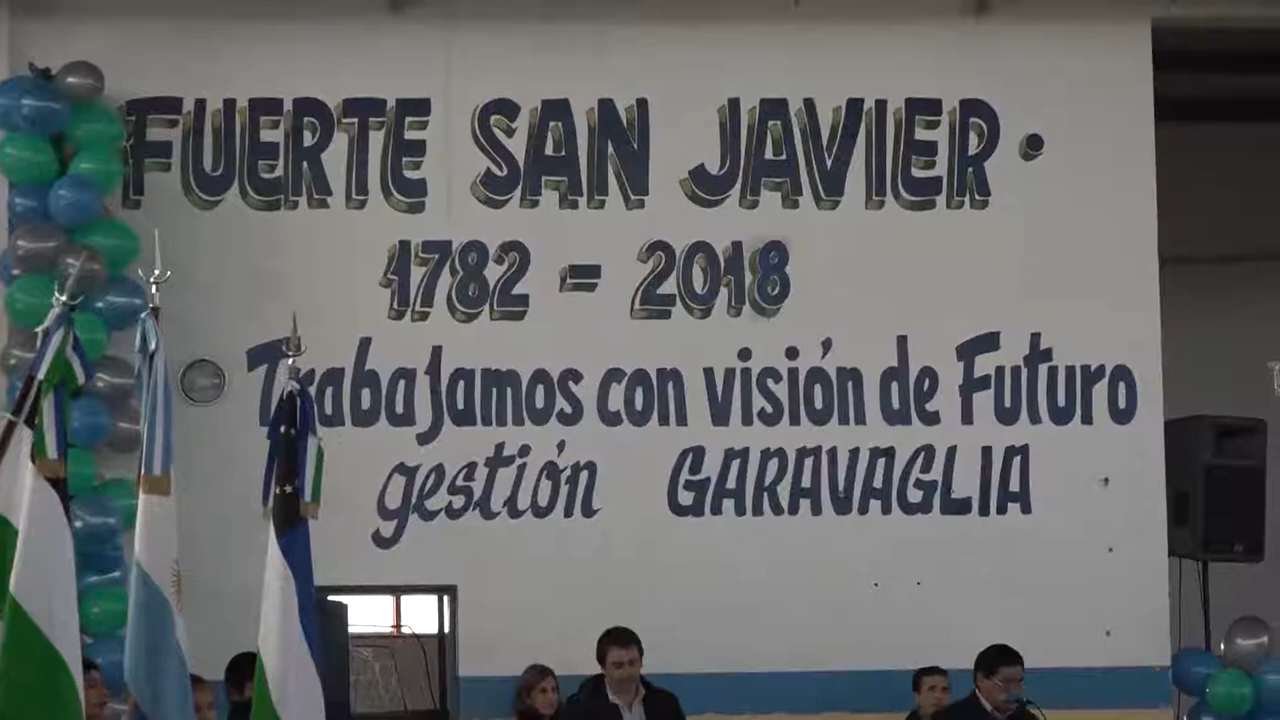 FUERTE SAN JAVIER.
1782 = 2018
Trabajamos con visión de Futuro
gestión GARAVAGLIA